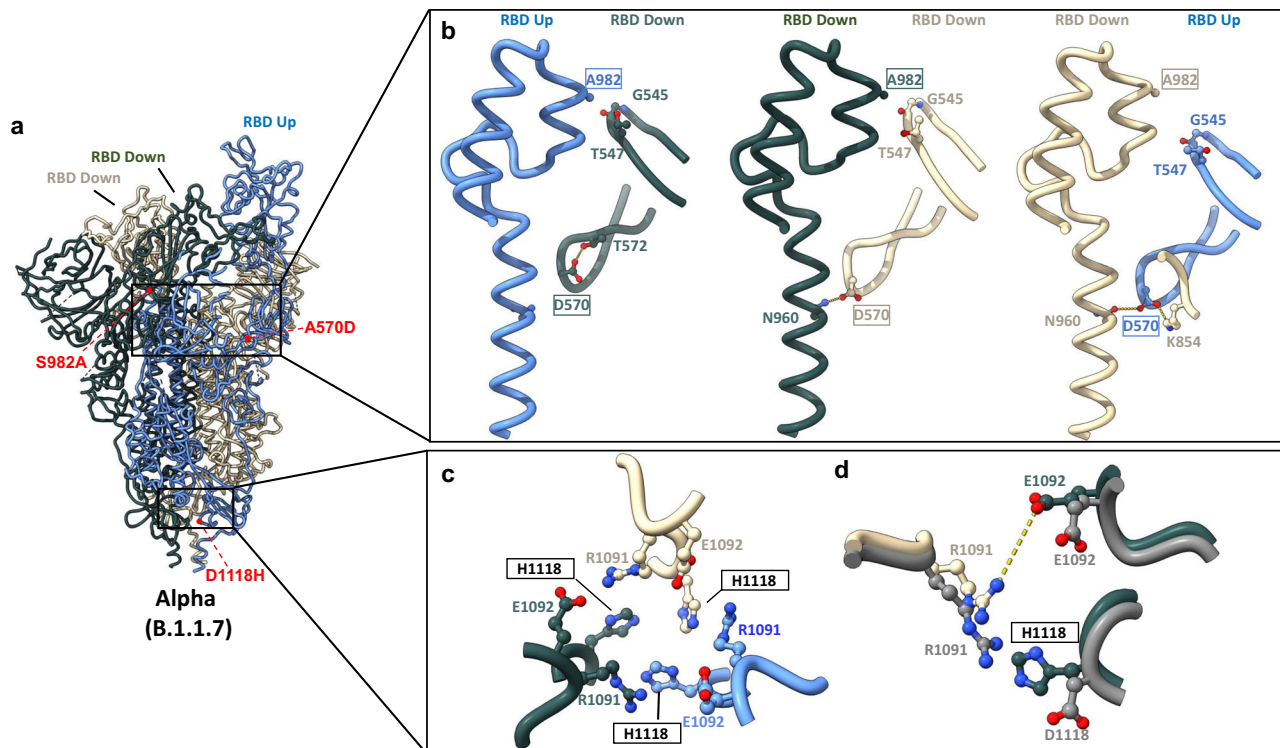 a
RBD Up
RBD Down
RBD Down
S982A
A570D
D1118H
Alpha
(B.1.1.7)
b
RBD Up RBD Down
A982
G545
T547
T572
D570
RBD Down RBD Down
A982
G545
T547
N960
D570
RBD Down RBD Up
A982
G545
T547
N960
D570
K854
c
E1092
R1091
H1118
H1118
E1092
R1091
R1091
E1092
H1118
d
E1092
E1092
R1091
R1091
H1118
D1118